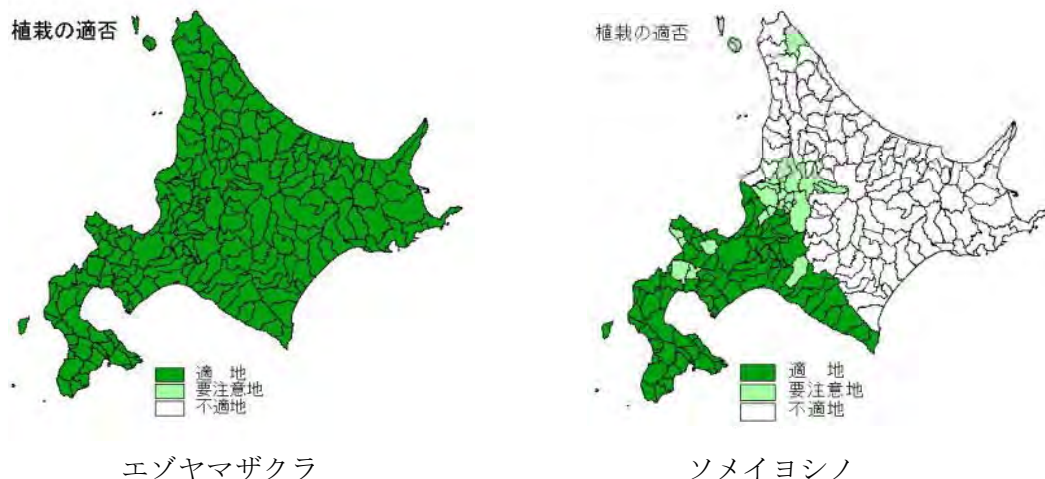 植栽の適否
適　地
要注意地
不適地
エゾヤマザクラ
植栽の適否
適　地
要注意地
不適地
ソメイヨシノ